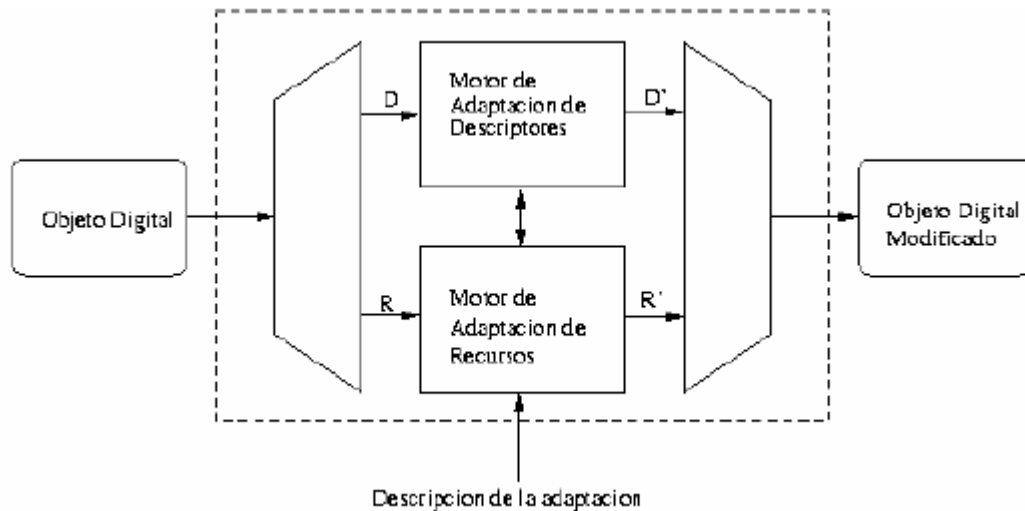 Motor de
Adaptacion de
Descriptores
D
D'
Objeto Digital
Objeto Digital
Modificado
R
R'
Motor de
Adaptacion de
Recursos
Descripcion de la adaptacion